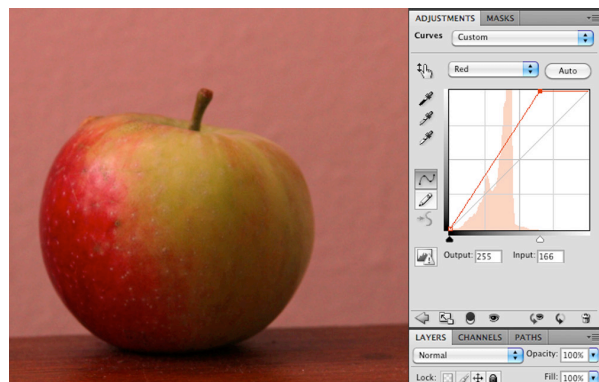 ADJUSTMENTS MASKS
Curves Custom
Red Auto
Output: 255 Input: 166
LAYERS CHANNELS PATHS
Normal Opacity: 100%
Lock: Fill: 100%